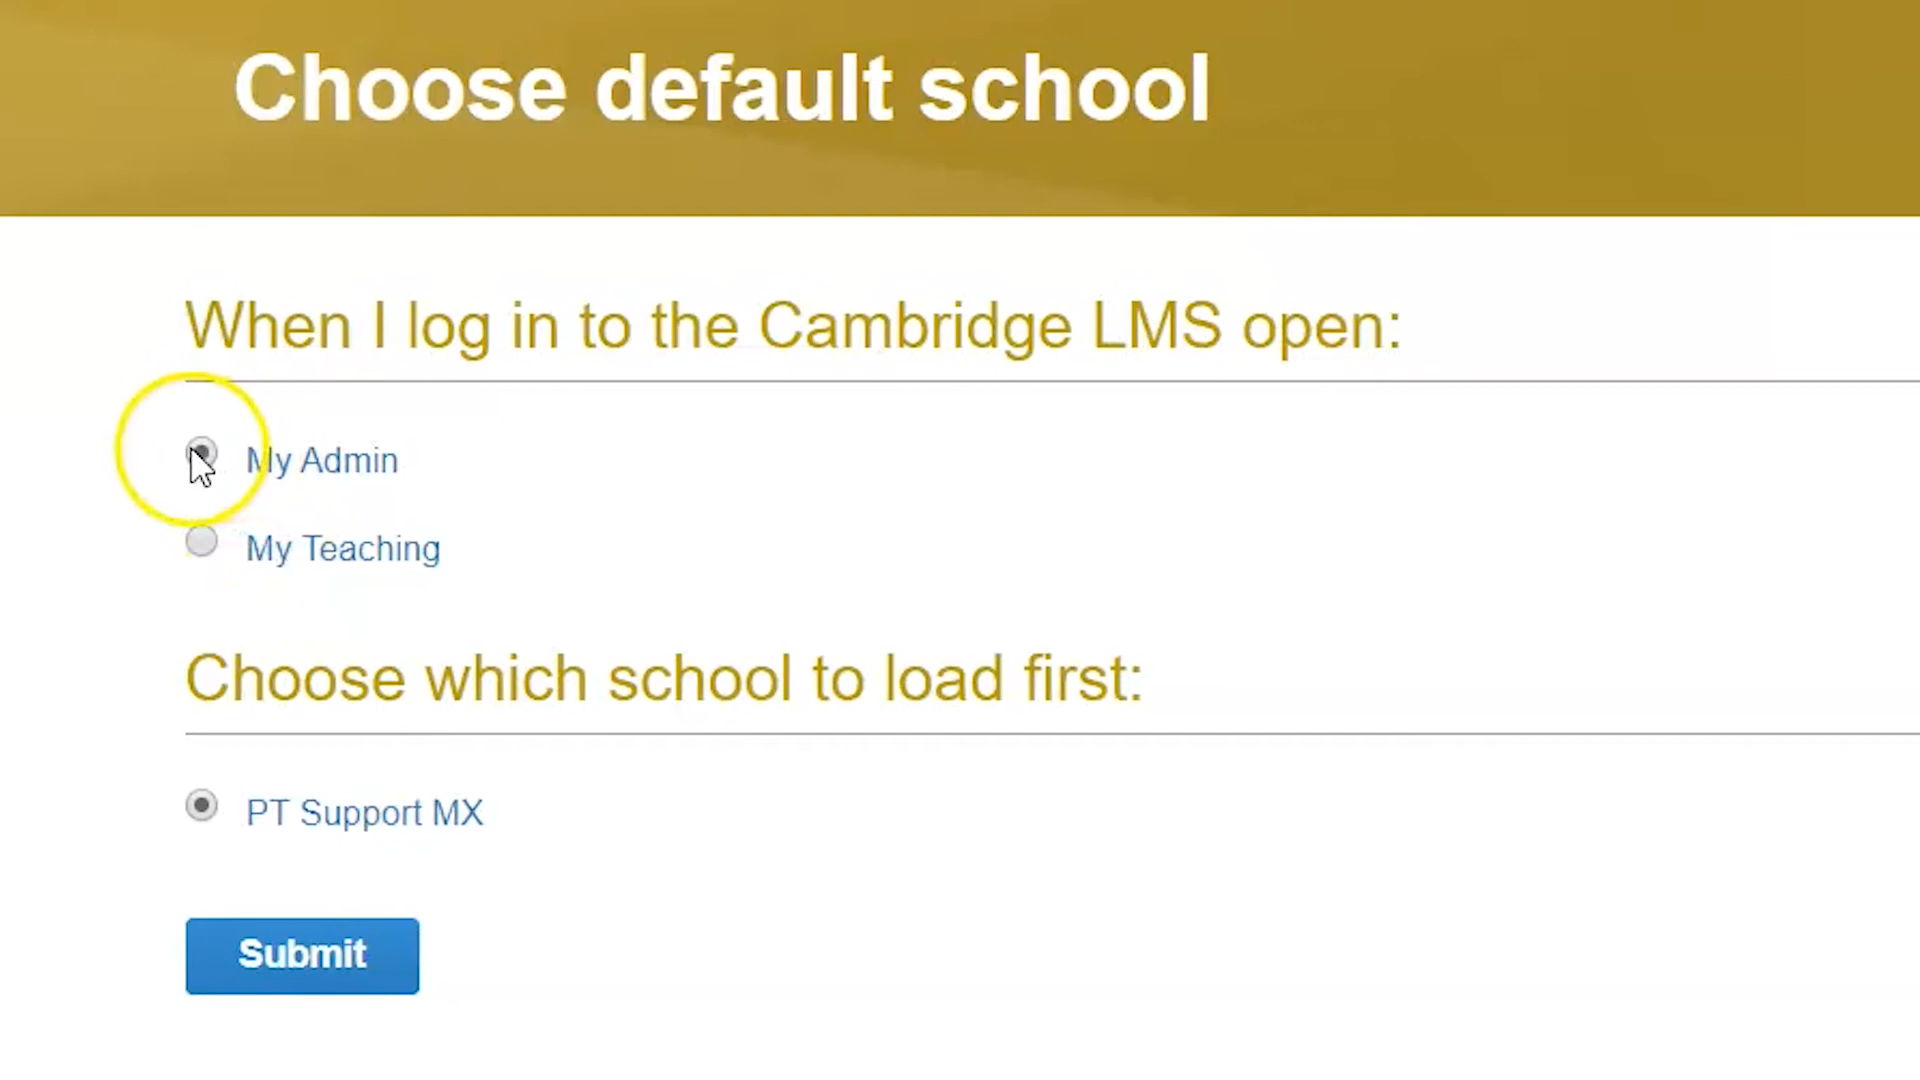 Choose default school
When I log in to the Cambridge LMS open:
My Admin
My Teaching
Choose which school to load first:
PT Support MX
Submit